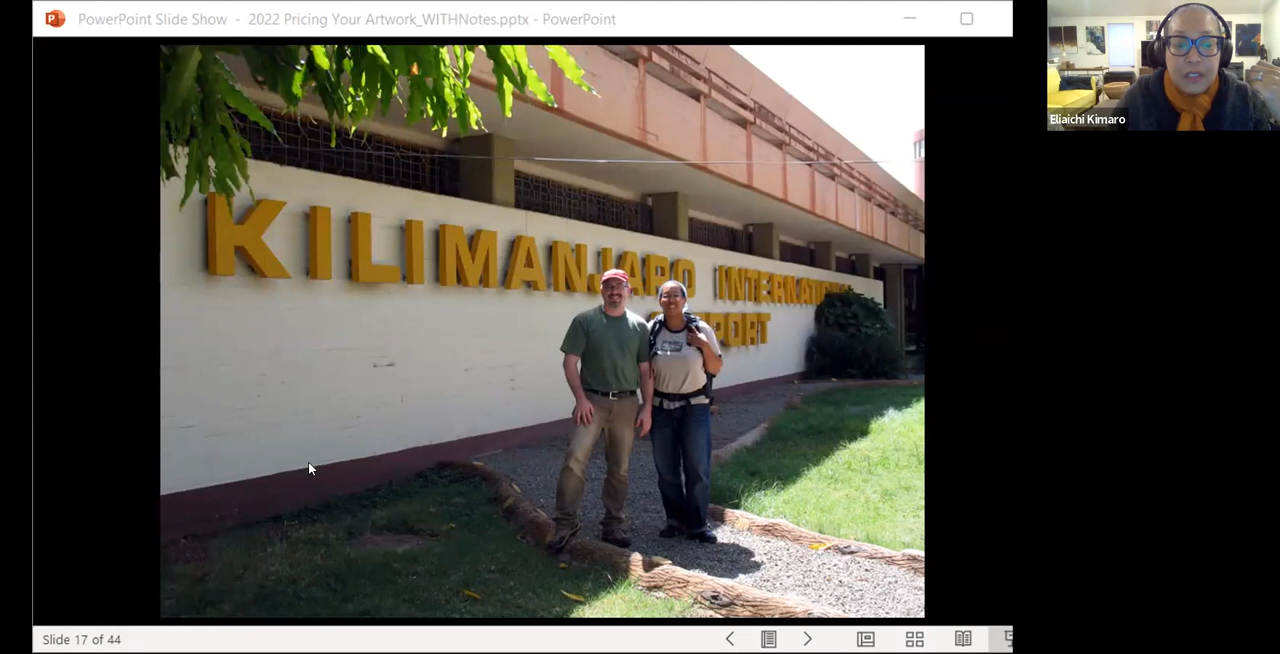 PowerPoint Slide Show - 2022 Pricing Your Artwork_WITHNotes.pptx - PowerPoint
Eliaichi Kimaro
KILIMANJARO INTERNATIONAL
AIRPORT
Slide 17 of 44